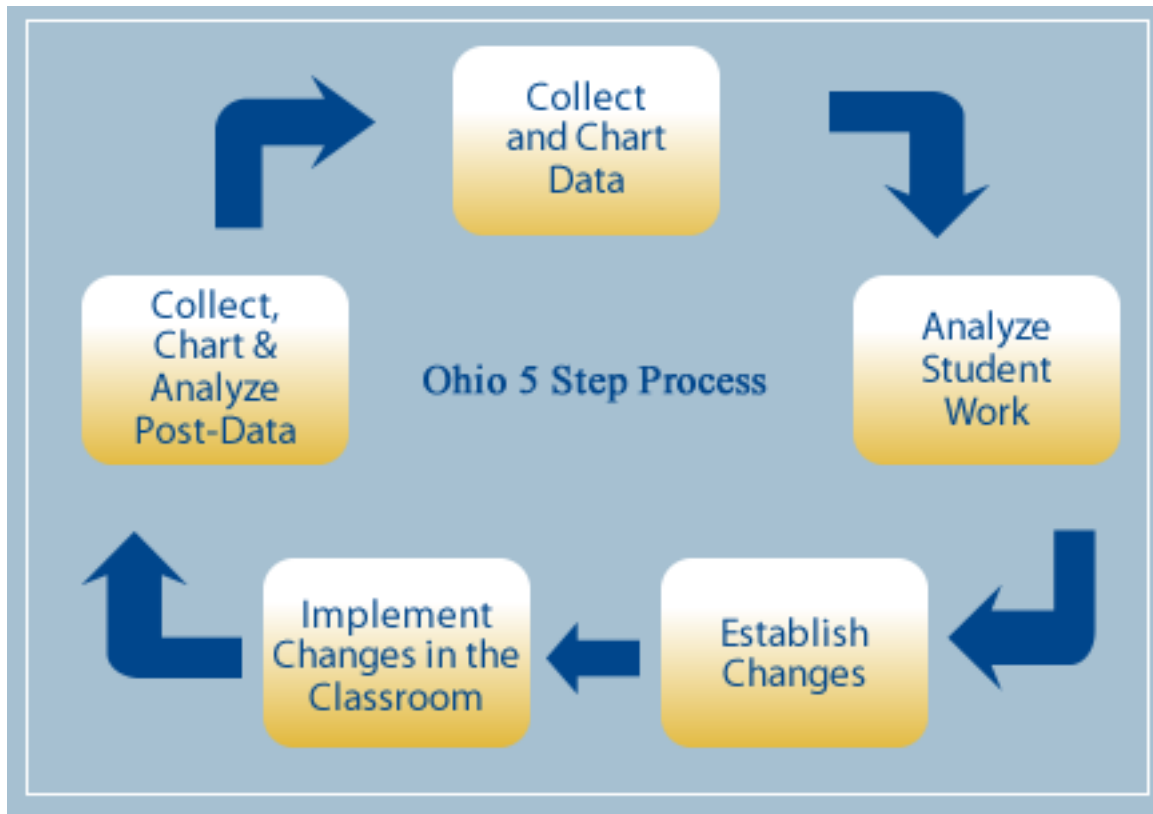 Collect
and Chart
Data
Analyze
Student
Work
Establish
Changes
Implement
Changes in the
Classroom
Collect,
Chart &
Analyze
Post-Data
Ohio 5 Step Process